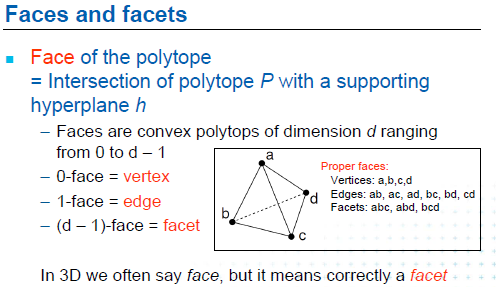 Faces and facets
Face of the polytope
= Intersection of polytope P with a supporting
hyperplane h
– Faces are convex polytops of dimension d ranging
from 0 to d – 1
– 0-face = vertex
– 1-face = edge
– (d – 1)-face = facet
a
b
c
d
Proper faces:
Vertices: a,b,c,d
Edges: ab, ac, ad, bc, bd, cd
Facets: abc, abd, bcd
In 3D we often say face, but it means correctly a facet